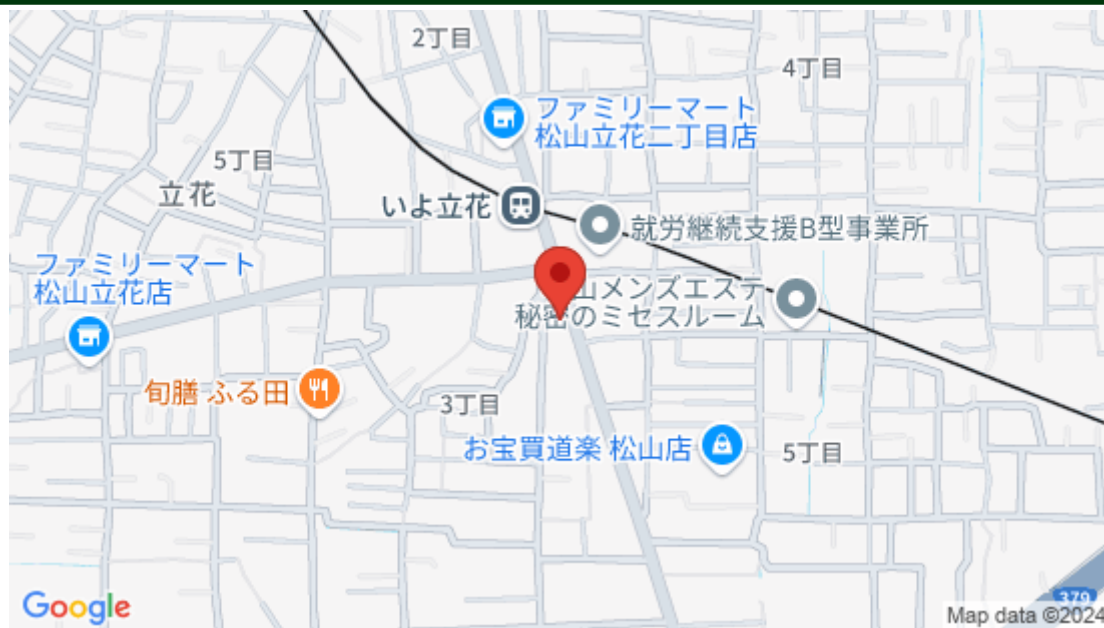 2丁目
4丁目
ファミリーマート
松山立花二丁目店
5丁目
立花
いよ立花
就労継続支援B型事業所
ファミリーマート
松山立花店
山メンズエステ
秘密のミセスルーム
旬膳 ふる田
3丁目
お宝買道楽 松山店
5丁目
379
Google
Map data ©2024